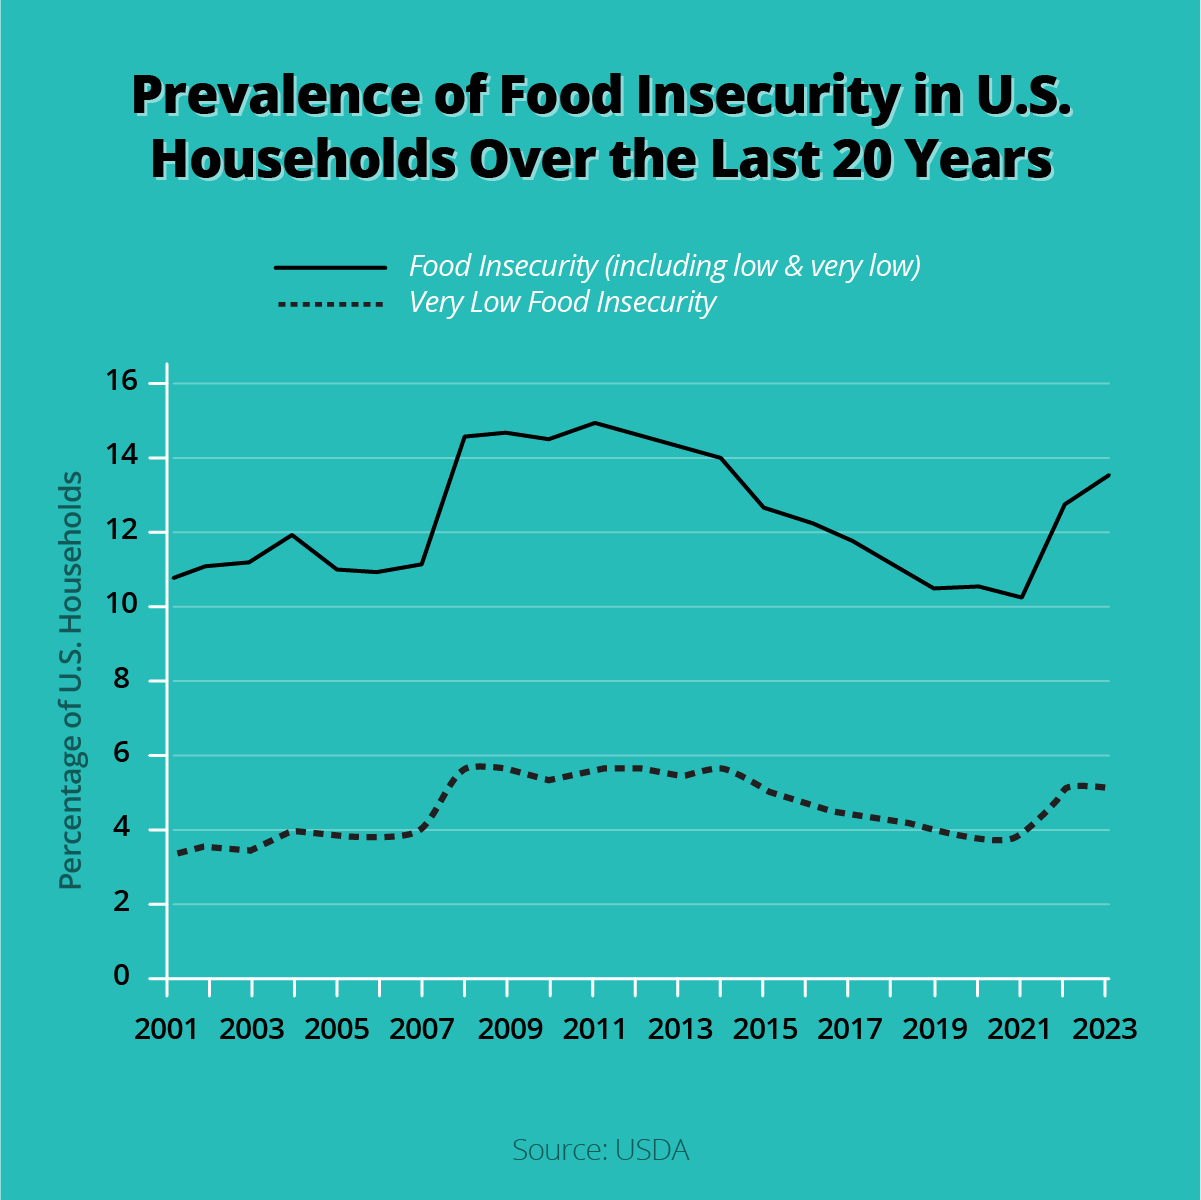 Prevalence of Food Insecurity in U.S.
Households Over the Last 20 Years
Food Insecurity (including low & very low)
Very Low Food Insecurity
Percentage of U.S. Households
16
14
12
10
8
6
4
2
0
2001 2003 2005 2007 2009 2011 2013 2015 2017 2019 2021 2023
Source: USDA